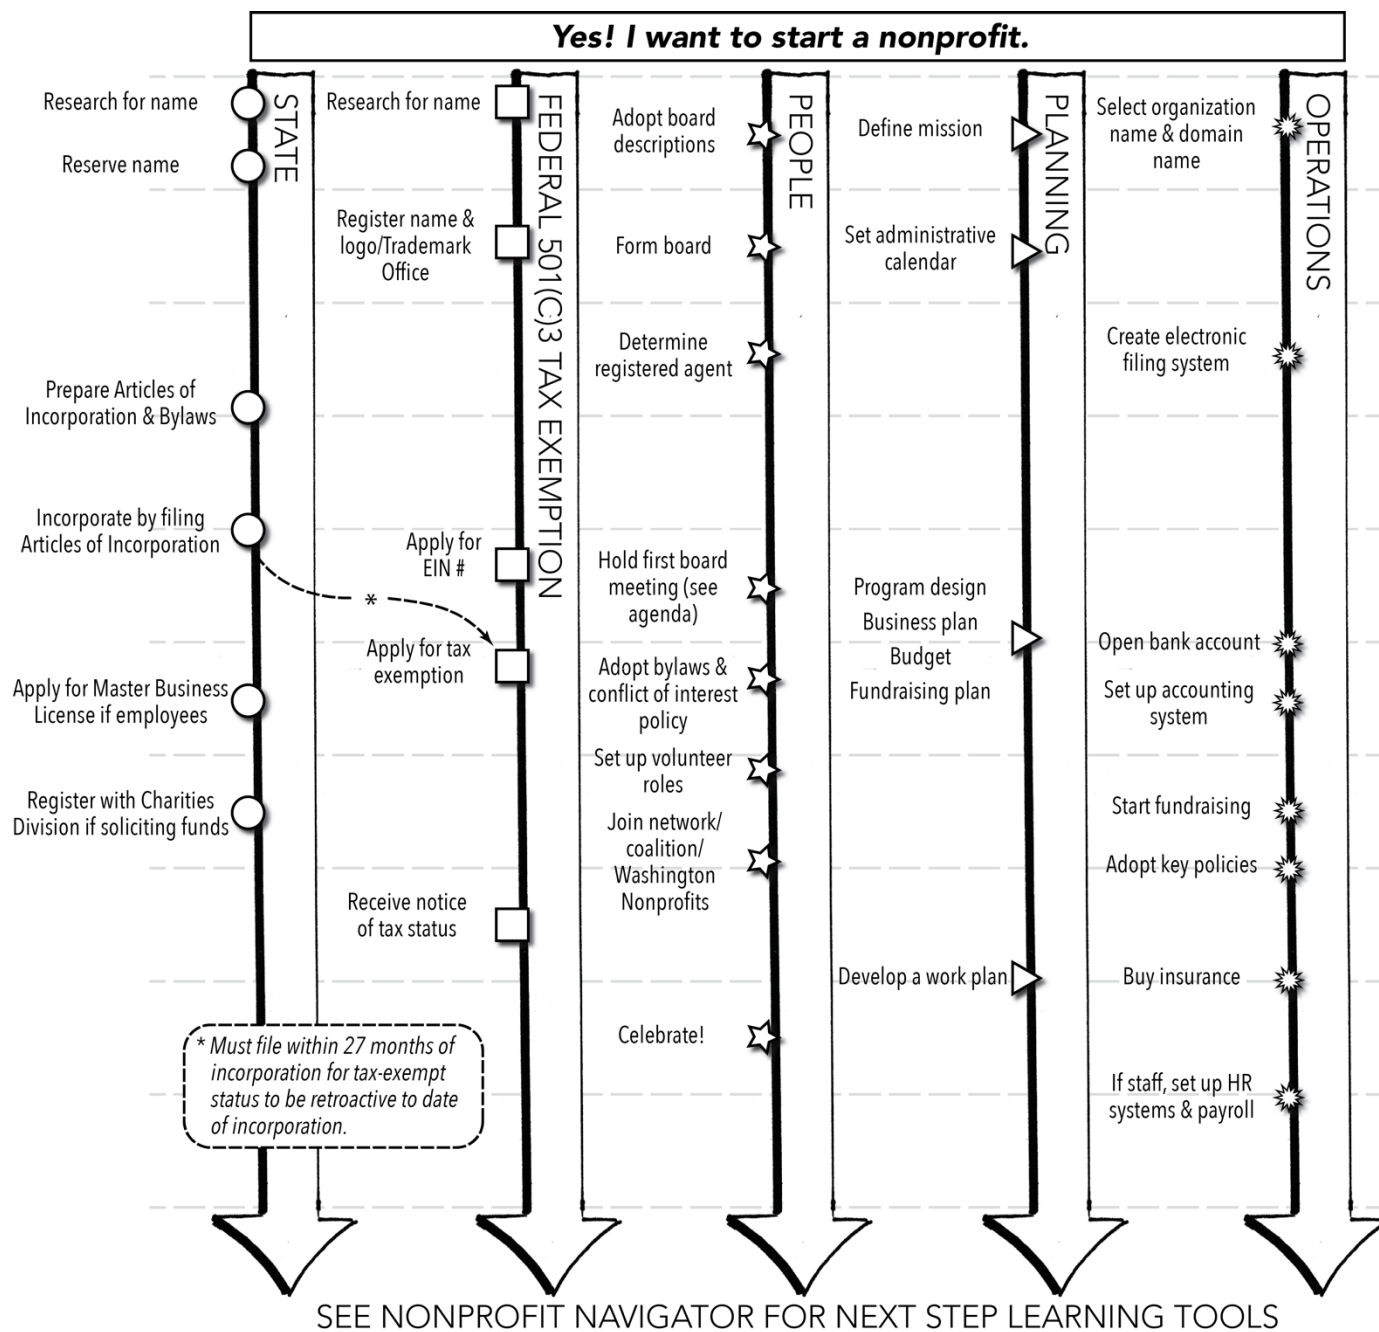 Yes! I want to start a nonprofit.
STATE
Research for name
Reserve name
Prepare Articles of
Incorporation & Bylaws
Incorporate by filing
Articles of Incorporation
*
Apply for Master Business
License if employees
Register with Charities
Division if soliciting funds
* Must file within 27 months of
incorporation for tax-exempt
status to be retroactive to date
of incorporation.
FEDERAL 501(C)3 TAX EXEMPTION
Research for name
Register name &
logo/Trademark
Office
Apply for
EIN #
Apply for tax
exemption
Receive notice
of tax status
PEOPLE
Adopt board
descriptions
Form board
Determine
registered agent
Hold first board
meeting (see
agenda)
Adopt bylaws &
conflict of interest
policy
Set up volunteer
roles
Join network/
coalition/
Washington
Nonprofits
Celebrate!
PLANNING
Define mission
Set administrative
calendar
Program design
Business plan
Budget
Fundraising plan
Develop a work plan
OPERATIONS
Select organization
name & domain
name
Create electronic
filing system
Open bank account
Set up accounting
system
Start fundraising
Adopt key policies
Buy insurance
If staff, set up HR
systems & payroll
SEE NONPROFIT NAVIGATOR FOR NEXT STEP LEARNING TOOLS